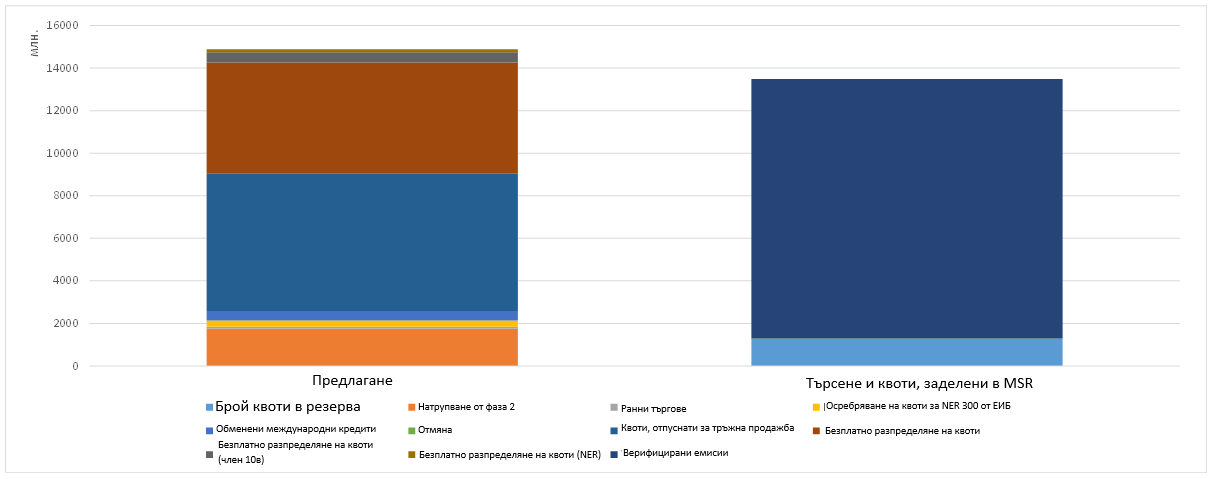 млн.
16000
14000
12000
10000
8000
6000
4000
2000
0
Предлагане
Търсене и квоти, заделени в MSR
Брой квоти в резерва
Натрупване от фаза 2
Ранни търгове
|Осребряване на квоти за NER 300 от ЕИБ
Обменени международни кредити
Отмяна
Квоти, отпуснати за тръжна продажба
Безплатно разпределяне на квоти
Безплатно разпределяне на квоти
(член 10в)
Безплатно разпределяне на квоти (NER)
Верифицирани емисии